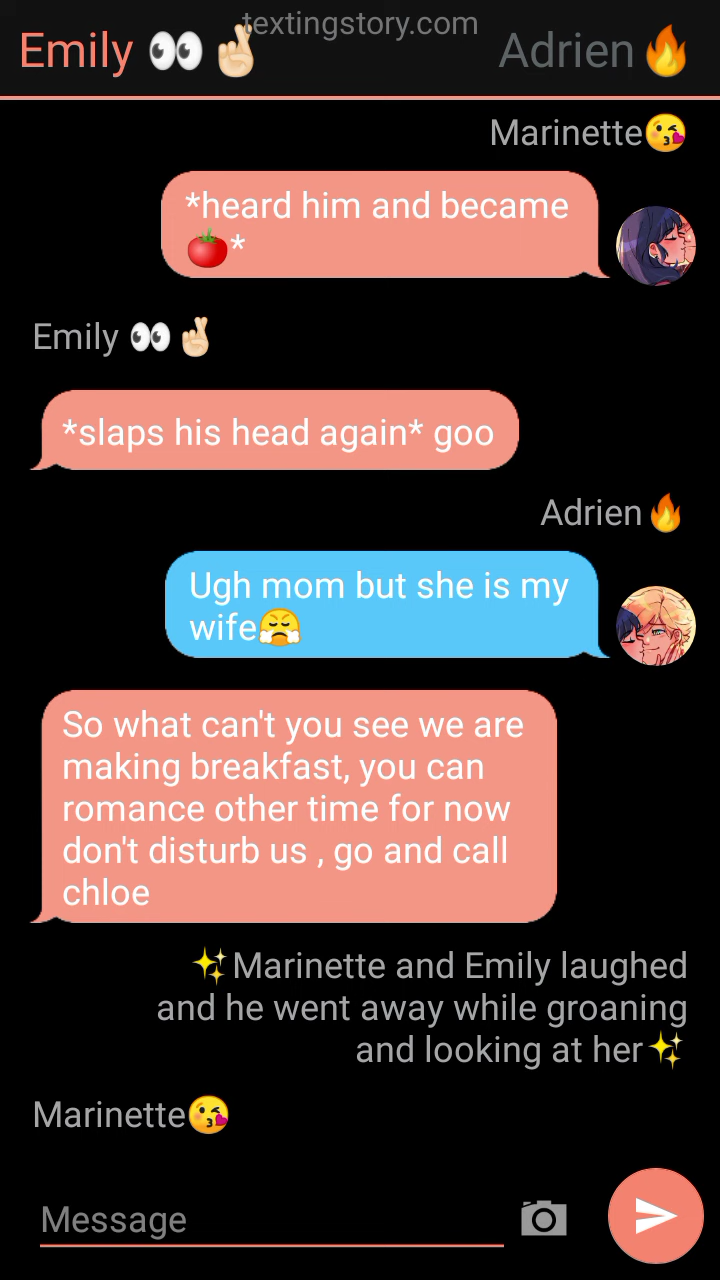 textingstory.com
Emily 👀🤞🏻 Adrien🔥
Marinette😘
*heard him and became
🍅*
Emily 👀🤞🏻
*slaps his head again* goo
Adrien🔥
Ugh mom but she is my
wife😤
So what can't you see we are
making breakfast, you can
romance other time for now
don't disturb us , go and call
chloe
✨Marinette and Emily laughed
and he went away while groaning
and looking at her✨
Marinette😘
Message